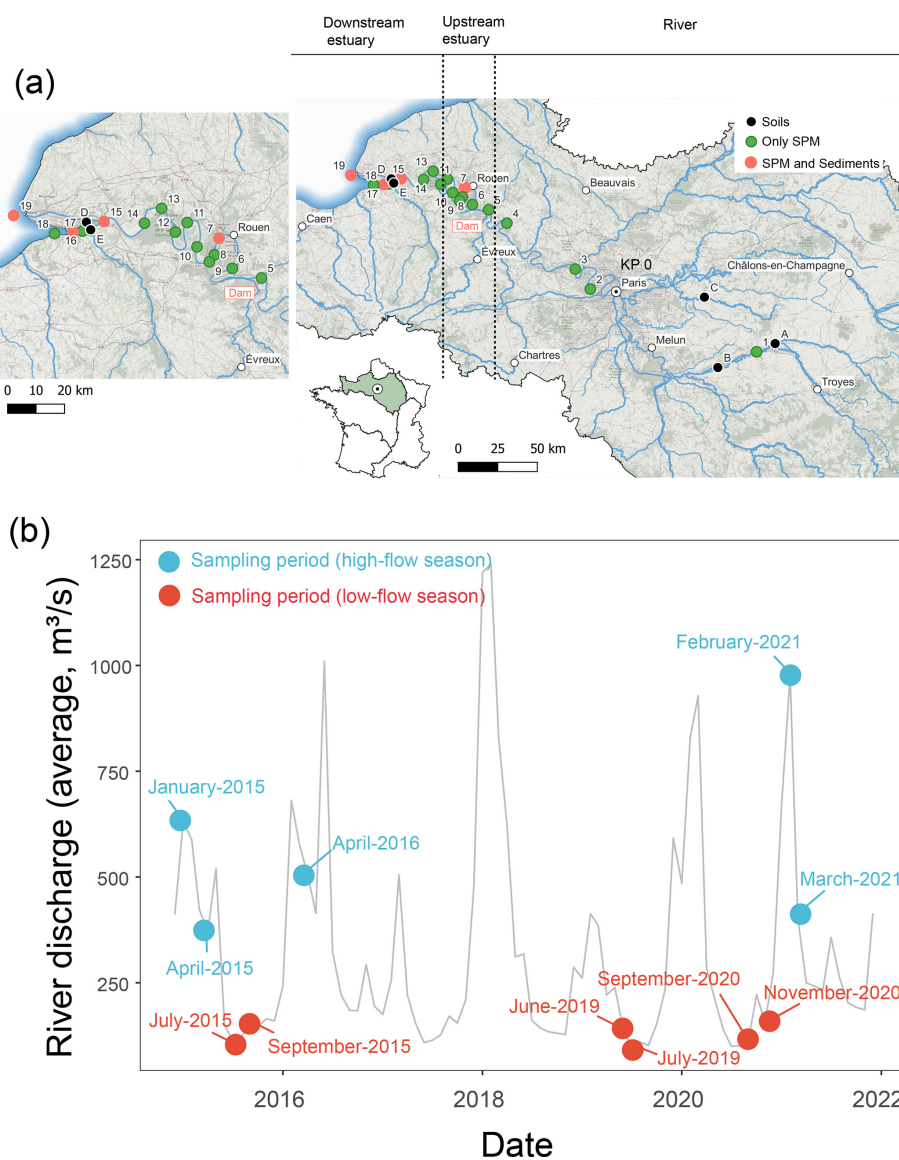 Downstream
estuary
Upstream
estuary
River
(a)
Soils
Only SPM
SPM and Sediments
19
18
17
16
D
E
15
14
13
12
11
10
9
8
7
6
5
Rouen
Dam
Évreux
0 10 20 km
19
18
17
D
E
15
14
13
11
10
9
8
7
6
5
4
3
2
1
A
B
C
Rouen
Dam
Caen
Évreux
Beauvais
KP 0
Paris
Châlons-en-Champagne
Melun
Chartres
Troyes
0 25 50 km
(b)
River discharge (average, m³/s)
1250
1000
750
500
250
Sampling period (high-flow season)
Sampling period (low-flow season)
January-2015
April-2015
July-2015
September-2015
April-2016
June-2019
July-2019
September-2020
November-2020
February-2021
March-2021
2016
2018
2020
2022
Date